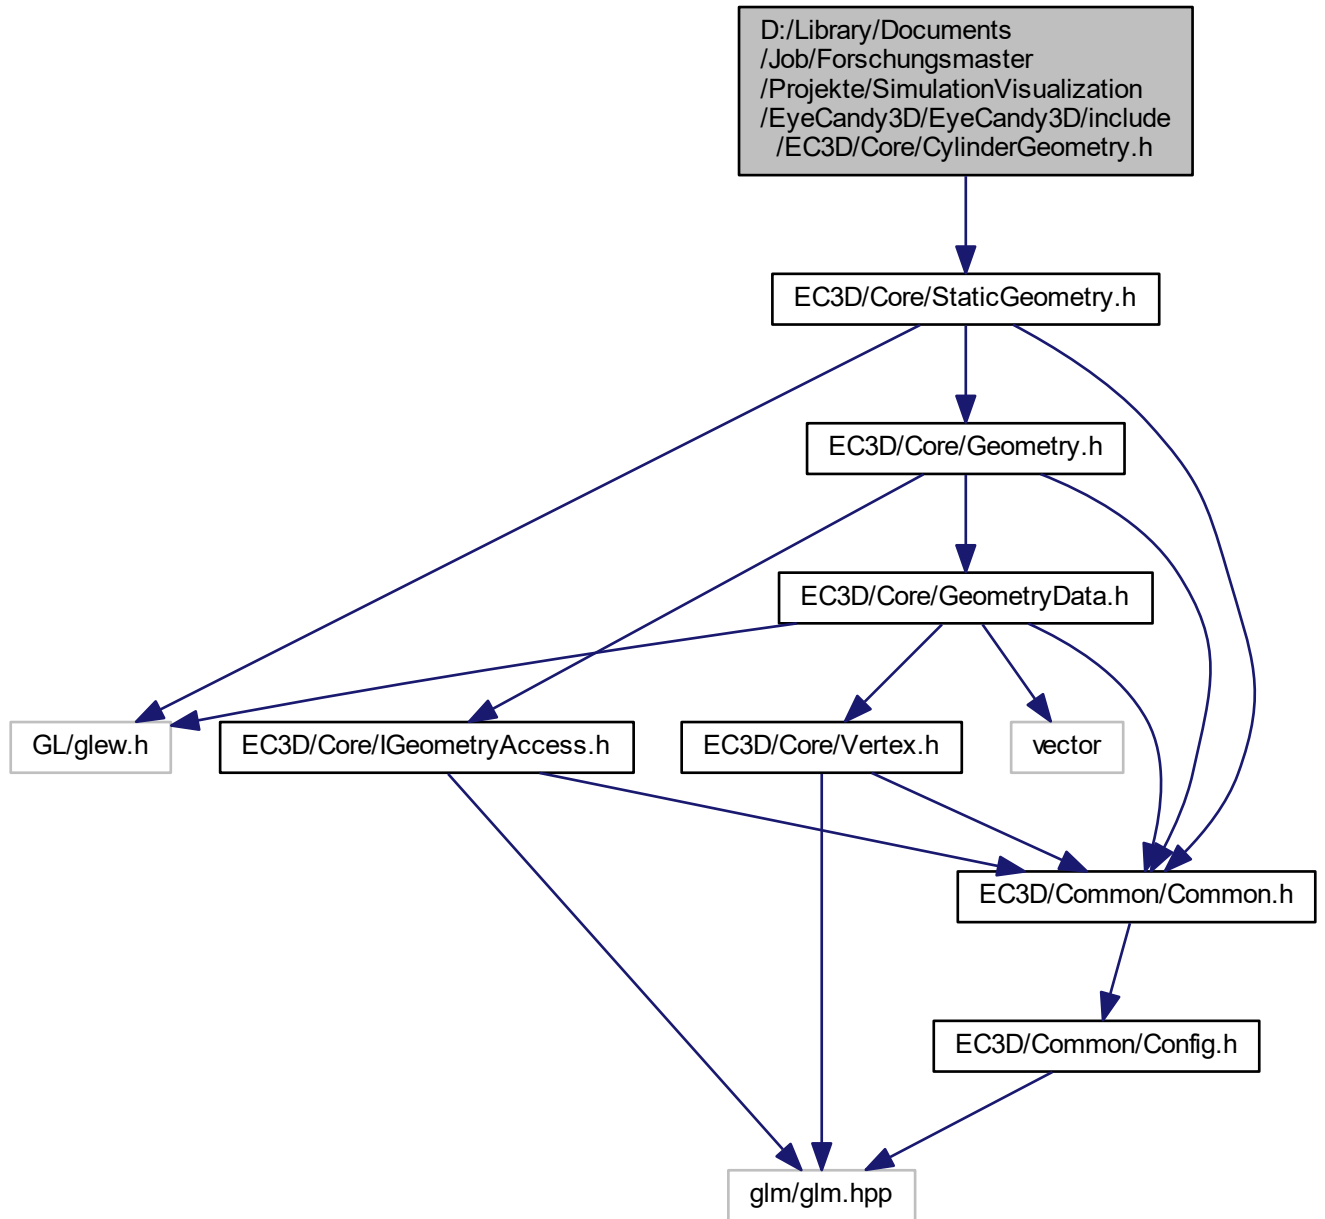 D:/Library/Documents
/Job/Forschungsmaster
/Projekte/SimulationVisualization
/EyeCandy3D/EyeCandy3D/include
/EC3D/Core/CylinderGeometry.h
EC3D/Core/StaticGeometry.h
EC3D/Core/Geometry.h
EC3D/Core/GeometryData.h
GL/glew.h
EC3D/Core/IGeometryAccess.h
EC3D/Core/Vertex.h
vector
EC3D/Common/Common.h
EC3D/Common/Config.h
glm/glm.hpp